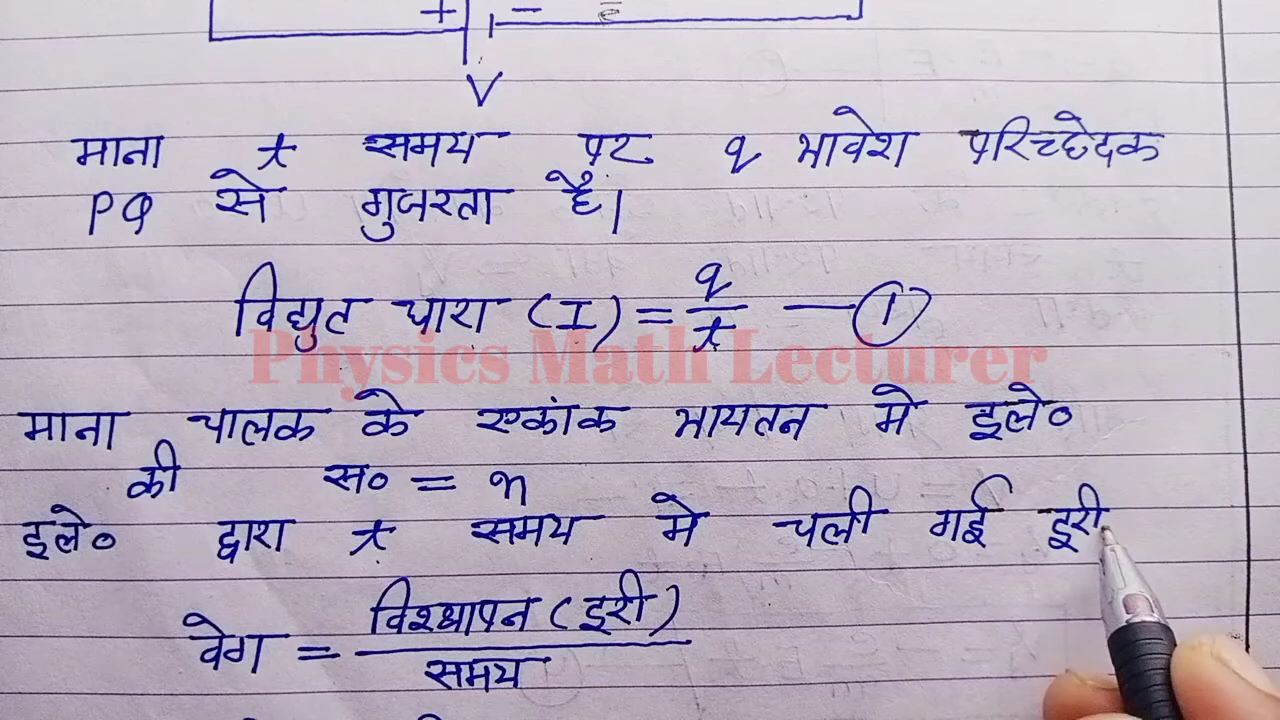 + - e̅
V
माना t समय पर q आवेश परिच्छेदक
PQ से गुजरता है।
विद्युत धारा (I) = q/t — ①
Physics Math Lecturer
माना चालक के एकांक आयतन मे इले०
की स० = n
इले० द्वारा t समय मे चली गई दूरी
वेग = विस्थापन (दूरी)
समय